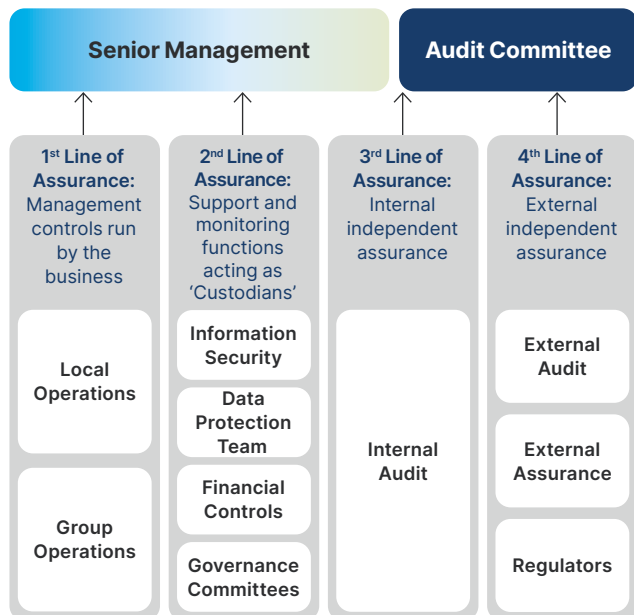 Senior Management
Audit Committee
1st Line of
Assurance:
Management
controls run
by the
business
Local
Operations
Group
Operations
2nd Line of
Assurance:
Support and
monitoring
functions
acting as
‘Custodians’
Information
Security
Data
Protection
Team
Financial
Controls
Governance
Committees
3rd Line of
Assurance:
Internal
independent
assurance
Internal
Audit
4th Line of
Assurance:
External
independent
assurance
External
Audit
External
Assurance
Regulators